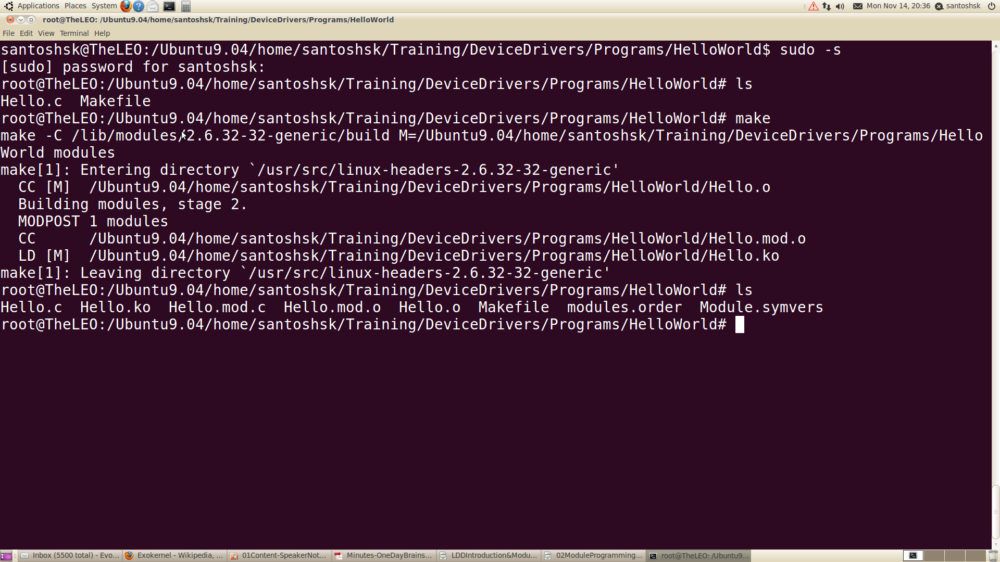 Applications Places System
Mon Nov 14, 20:36 santoshsk
root@TheLEO: /Ubuntu9.04/home/santoshsk/Training/DeviceDrivers/Programs/HelloWorld
File Edit View Terminal Help
santoshsk@TheLEO:/Ubuntu9.04/home/santoshsk/Training/DeviceDrivers/Programs/HelloWorld$ sudo -s
[sudo] password for santoshsk:
root@TheLEO:/Ubuntu9.04/home/santoshsk/Training/DeviceDrivers/Programs/HelloWorld# ls
Hello.c  Makefile
root@TheLEO:/Ubuntu9.04/home/santoshsk/Training/DeviceDrivers/Programs/HelloWorld# make
make -C /lib/modules/2.6.32-32-generic/build M=/Ubuntu9.04/home/santoshsk/Training/DeviceDrivers/Programs/Hello
World modules
make[1]: Entering directory `/usr/src/linux-headers-2.6.32-32-generic'
  CC [M]  /Ubuntu9.04/home/santoshsk/Training/DeviceDrivers/Programs/HelloWorld/Hello.o
  Building modules, stage 2.
  MODPOST 1 modules
  CC      /Ubuntu9.04/home/santoshsk/Training/DeviceDrivers/Programs/HelloWorld/Hello.mod.o
  LD [M]  /Ubuntu9.04/home/santoshsk/Training/DeviceDrivers/Programs/HelloWorld/Hello.ko
make[1]: Leaving directory `/usr/src/linux-headers-2.6.32-32-generic'
root@TheLEO:/Ubuntu9.04/home/santoshsk/Training/DeviceDrivers/Programs/HelloWorld# ls
Hello.c  Hello.ko  Hello.mod.c  Hello.mod.o  Hello.o  Makefile  modules.order  Module.symvers
root@TheLEO:/Ubuntu9.04/home/santoshsk/Training/DeviceDrivers/Programs/HelloWorld#
Inbox (5500 total) - Evo... Exokernel - Wikipedia, ... 01Content-SpeakerNot... Minutes-OneDayBrains... LDDIntroduction&Modu... 02ModuleProgramming... root@TheLEO: /Ubuntu9...